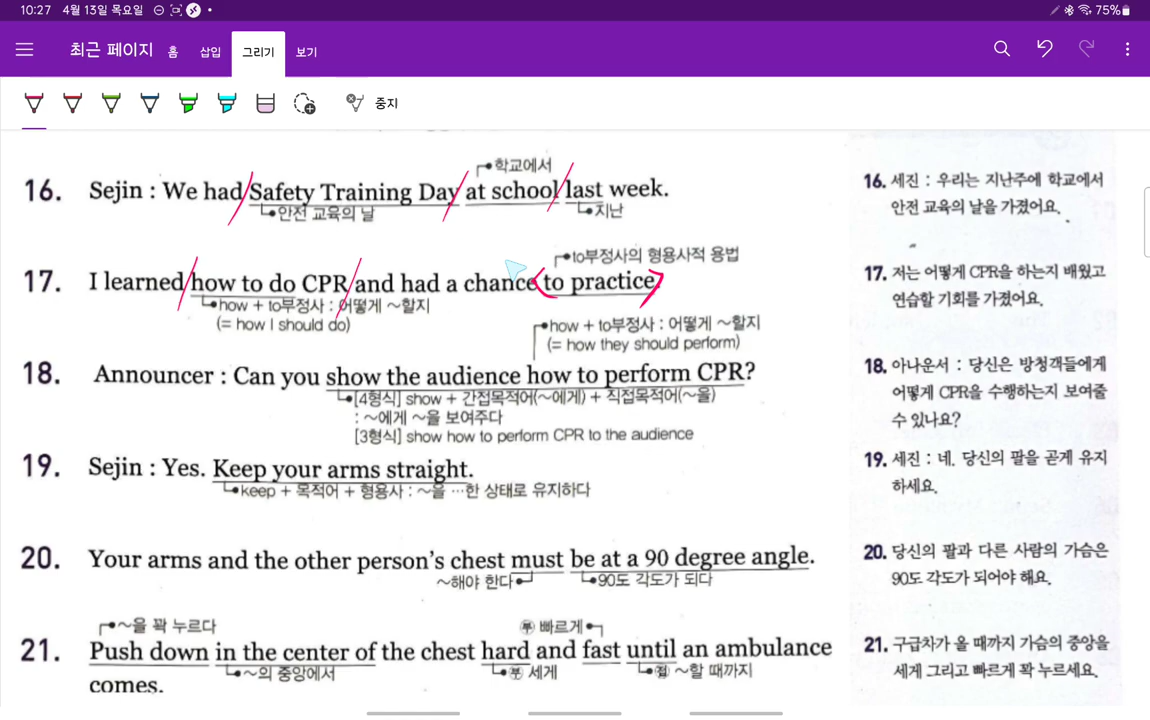 10:27 4월 13일 목요일
75%
최근 페이지 홈 삽입 그리기 보기
중지
학교에서
16. Sejin : We had Safety Training Day at school last week.
안전 교육의 날 지난
16. 세진 : 우리는 지난주에 학교에서
안전 교육의 날을 가졌어요.
to부정사의 형용사적 용법
17. I learned how to do CPR and had a chance to practice.
how + to부정사 : 어떻게 ~할지
(= how I should do)
17. 저는 어떻게 CPR을 하는지 배웠고
연습할 기회를 가졌어요.
how + to부정사 : 어떻게 ~할지
(= how they should perform)
18. Announcer : Can you show the audience how to perform CPR?
[4형식] show + 간접목적어(~에게) + 직접목적어(~을)
: ~에게 ~을 보여주다
[3형식] show how to perform CPR to the audience
18. 아나운서 : 당신은 방청객들에게
어떻게 CPR을 수행하는지 보여줄
수 있나요?
19. Sejin : Yes. Keep your arms straight.
keep + 목적어 + 형용사 : ~을 …한 상태로 유지하다
19. 세진 : 네. 당신의 팔을 곧게 유지
하세요.
20. Your arms and the other person's chest must be at a 90 degree angle.
~해야 한다 90도 각도가 되다
20. 당신의 팔과 다른 사람의 가슴은
90도 각도가 되어야 해요.
~을 꽉 누르다 ㊝ 빠르게
21. Push down in the center of the chest hard and fast until an ambulance
~의 중앙에서 세게 ~할 때까지
comes.
21. 구급차가 올 때까지 가슴의 중앙을
세게 그리고 빠르게 꽉 누르세요.